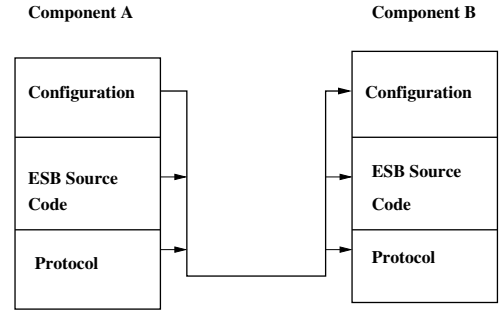 Component A
Component B
Configuration
ESB Source
Code
Protocol
Configuration
ESB Source
Code
Protocol